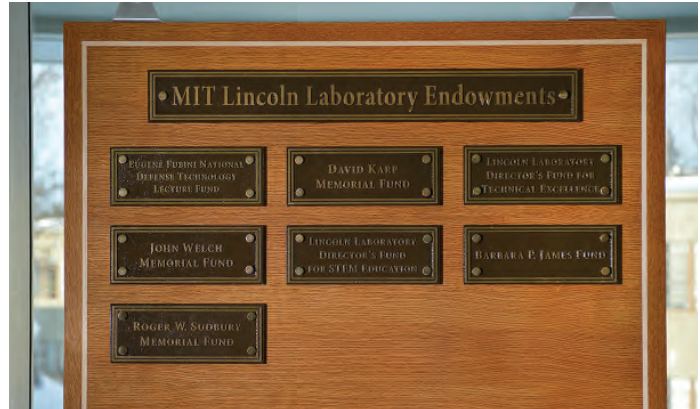 MIT Lincoln Laboratory Endowments
Eugene Fubini National
Defense Technology
Lecture Fund
David Karp
Memorial Fund
Lincoln Laboratory
Director's Fund for
Technical Excellence
John Welch
Memorial Fund
Lincoln Laboratory
Director's Fund
for STEM Education
Barbara P. James Fund
Roger W. Sudbury
Memorial Fund